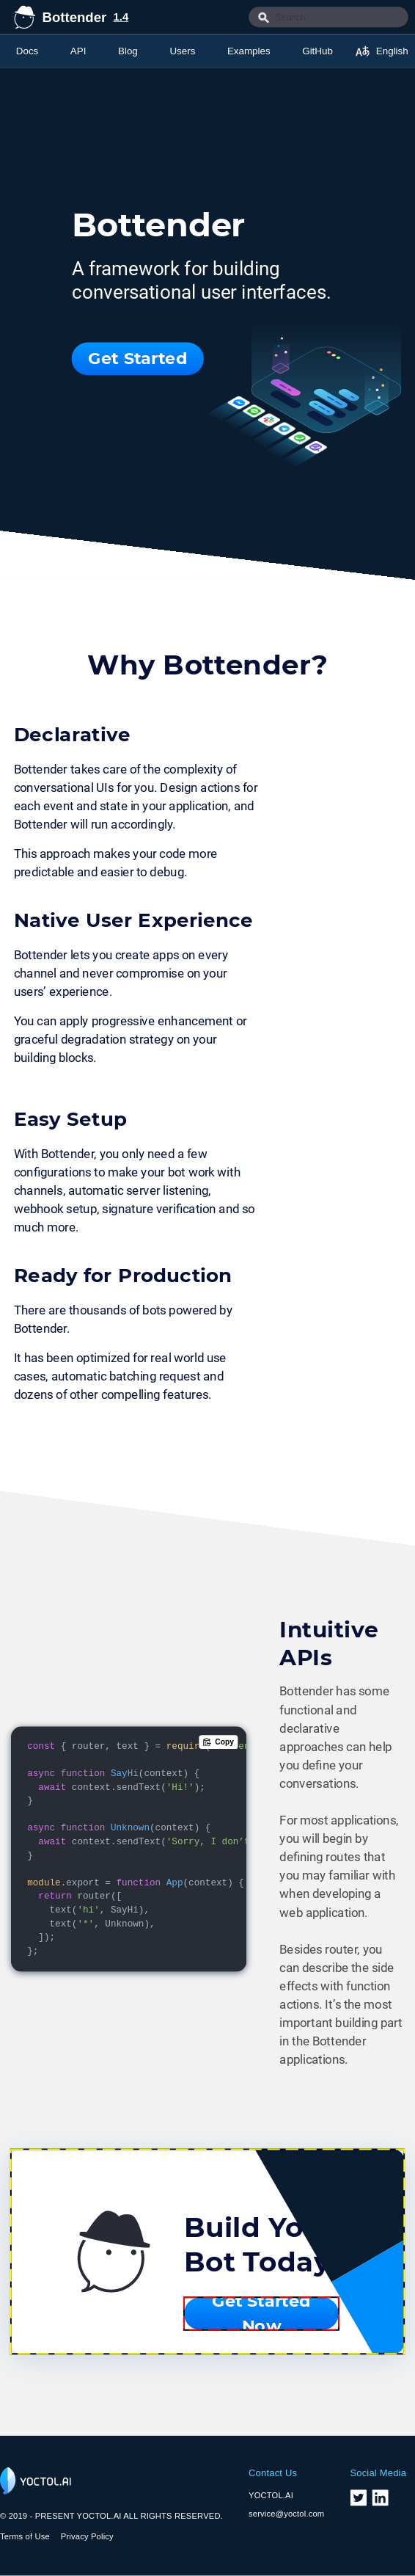 Bottender 1.4
Search
Docs API Blog Users Examples GitHub English
Bottender
A framework for building
conversational user interfaces.
Get Started
Why Bottender?
Declarative
Bottender takes care of the complexity of
conversational UIs for you. Design actions for
each event and state in your application, and
Bottender will run accordingly.
This approach makes your code more
predictable and easier to debug.
Native User Experience
Bottender lets you create apps on every
channel and never compromise on your
users’ experience.
You can apply progressive enhancement or
graceful degradation strategy on your
building blocks.
Easy Setup
With Bottender, you only need a few
configurations to make your bot work with
channels, automatic server listening,
webhook setup, signature verification and so
much more.
Ready for Production
There are thousands of bots powered by
Bottender.
It has been optimized for real world use
cases, automatic batching request and
dozens of other compelling features.
Intuitive
APIs
Bottender has some
functional and
declarative
approaches can help
you define your
conversations.
For most applications,
you will begin by
defining routes that
you may familiar with
when developing a
web application.
Besides router, you
can describe the side
effects with function
actions. It’s the most
important building part
in the Bottender
applications.
Copy
const { router, text } = requir
async function SayHi(context) {
await context.sendText('Hi!');
}
async function Unknown(context) {
await context.sendText('Sorry, I don’t
}
module.export = function App(context) {
return router([
text('hi', SayHi),
text('*', Unknown),
]);
};
Build Yo
Bot Today
Get Started
Now
YOCTOL.AI
© 2019 - PRESENT YOCTOL.AI ALL RIGHTS RESERVED.
Terms of Use Privacy Policy
Contact Us
YOCTOL.AI
service@yoctol.com
Social Media